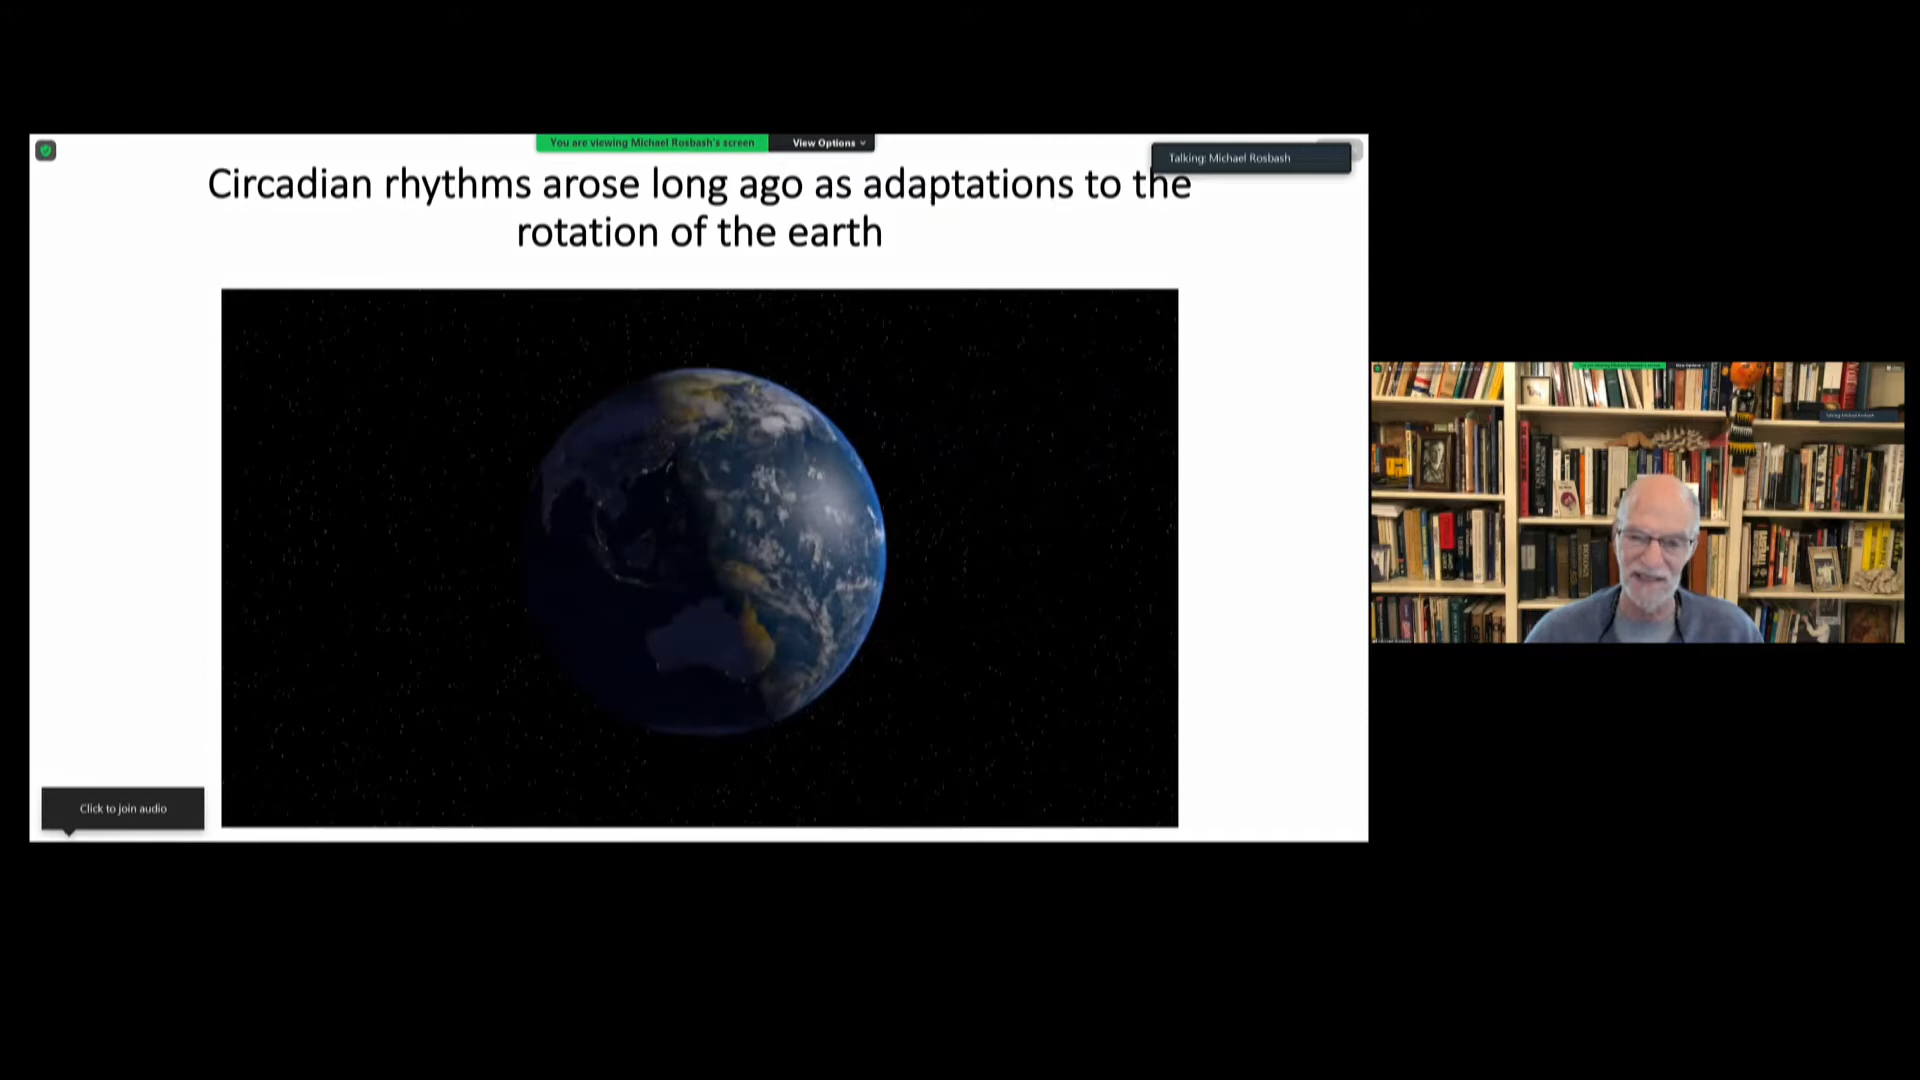 You are viewing Michael Rosbash's screen
View Options
Talking: Michael Rosbash
Circadian rhythms arose long ago as adaptations to the
rotation of the earth
Click to join audio